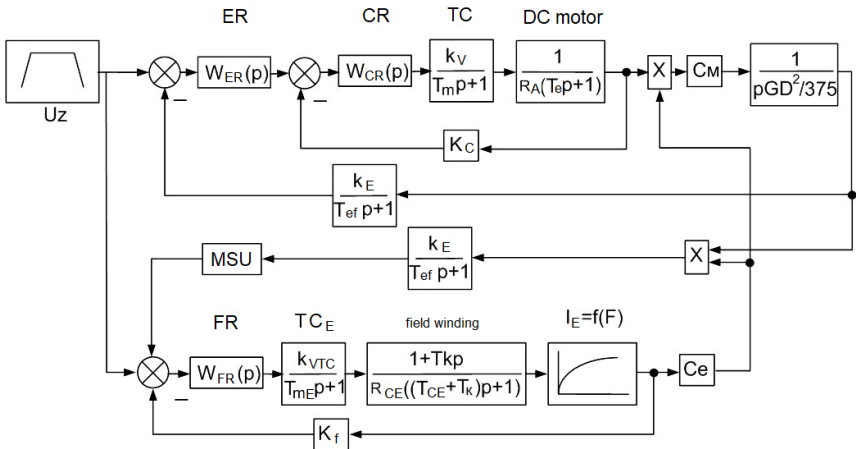 ER CR TC DC motor
Uz
W_ER(p)
W_CR(p)
k_V
T_m p+1
1
R_A(T_e p+1)
X
C_M
1
pGD²/375
−
−
K_C
k_E
T_ef p+1
MSU
k_E
T_ef p+1
X
FR TC_E field winding I_E=f(F)
W_FR(p)
k_VTC
T_mE p+1
1+Tkp
R_CE((T_CE+T_K)p+1)
Ce
−
K_f